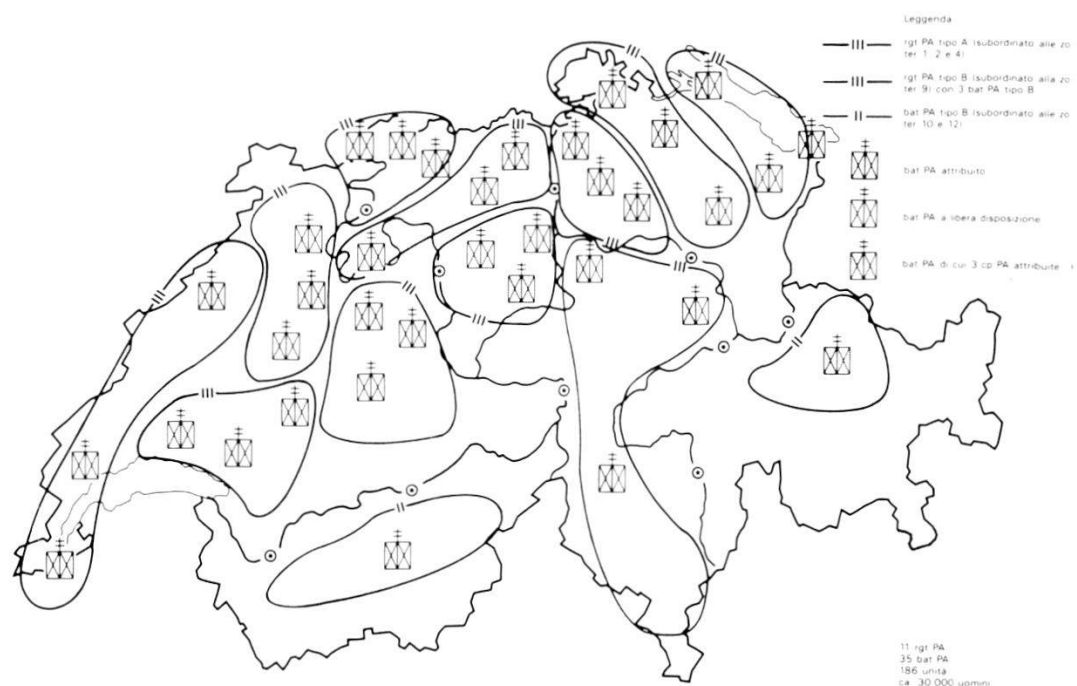 Leggenda
rgt PA tipo A (subordinato alle zo
ter 1, 2 e 4)
rgt PA tipo B (subordinato alla zo
ter 9) con 3 bat PA tipo B
bat PA tipo B (subordinato alle zo
ter 10 e 12)
bat PA attribuito
bat PA a libera disposizione
bat PA di cui 3 cp PA attribuite
11 rgt PA
35 bat PA
186 unità
ca 30 000 uomini